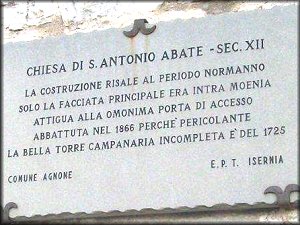 CHIESA DI S. ANTONIO ABATE - SEC. XII
LA COSTRUZIONE RISALE AL PERIODO NORMANNO
SOLO LA FACCIATA PRINCIPALE ERA INTRA MOENIA
ATTIGUA ALLA OMONIMA PORTA DI ACCESSO
ABBATTUTA NEL 1866 PERCHE' PERICOLANTE
LA BELLA TORRE CAMPANARIA INCOMPLETA E' DEL 1725
COMUNE AGNONE E.P.T. ISERNIA